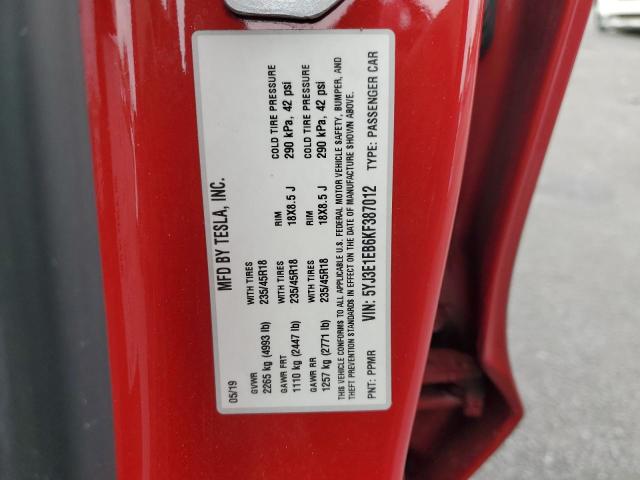 MFD BY TESLA, INC.
05/19
GVWR WITH TIRES
2265 kg (4993 lb) 235/45R18
GAWR FRT WITH TIRES RIM COLD TIRE PRESSURE
1110 kg (2447 lb) 235/45R18 18X8.5 J 290 kPa, 42 psi
GAWR RR WITH TIRES RIM COLD TIRE PRESSURE
1257 kg (2771 lb) 235/45R18 18X8.5 J 290 kPa, 42 psi
THIS VEHICLE CONFORMS TO ALL APPLICABLE U.S. FEDERAL MOTOR VEHICLE SAFETY, BUMPER, AND
THEFT PREVENTION STANDARDS IN EFFECT ON THE DATE OF MANUFACTURE SHOWN ABOVE.
PNT: PPMR VIN: 5YJ3E1EB6KF387012 TYPE: PASSENGER CAR